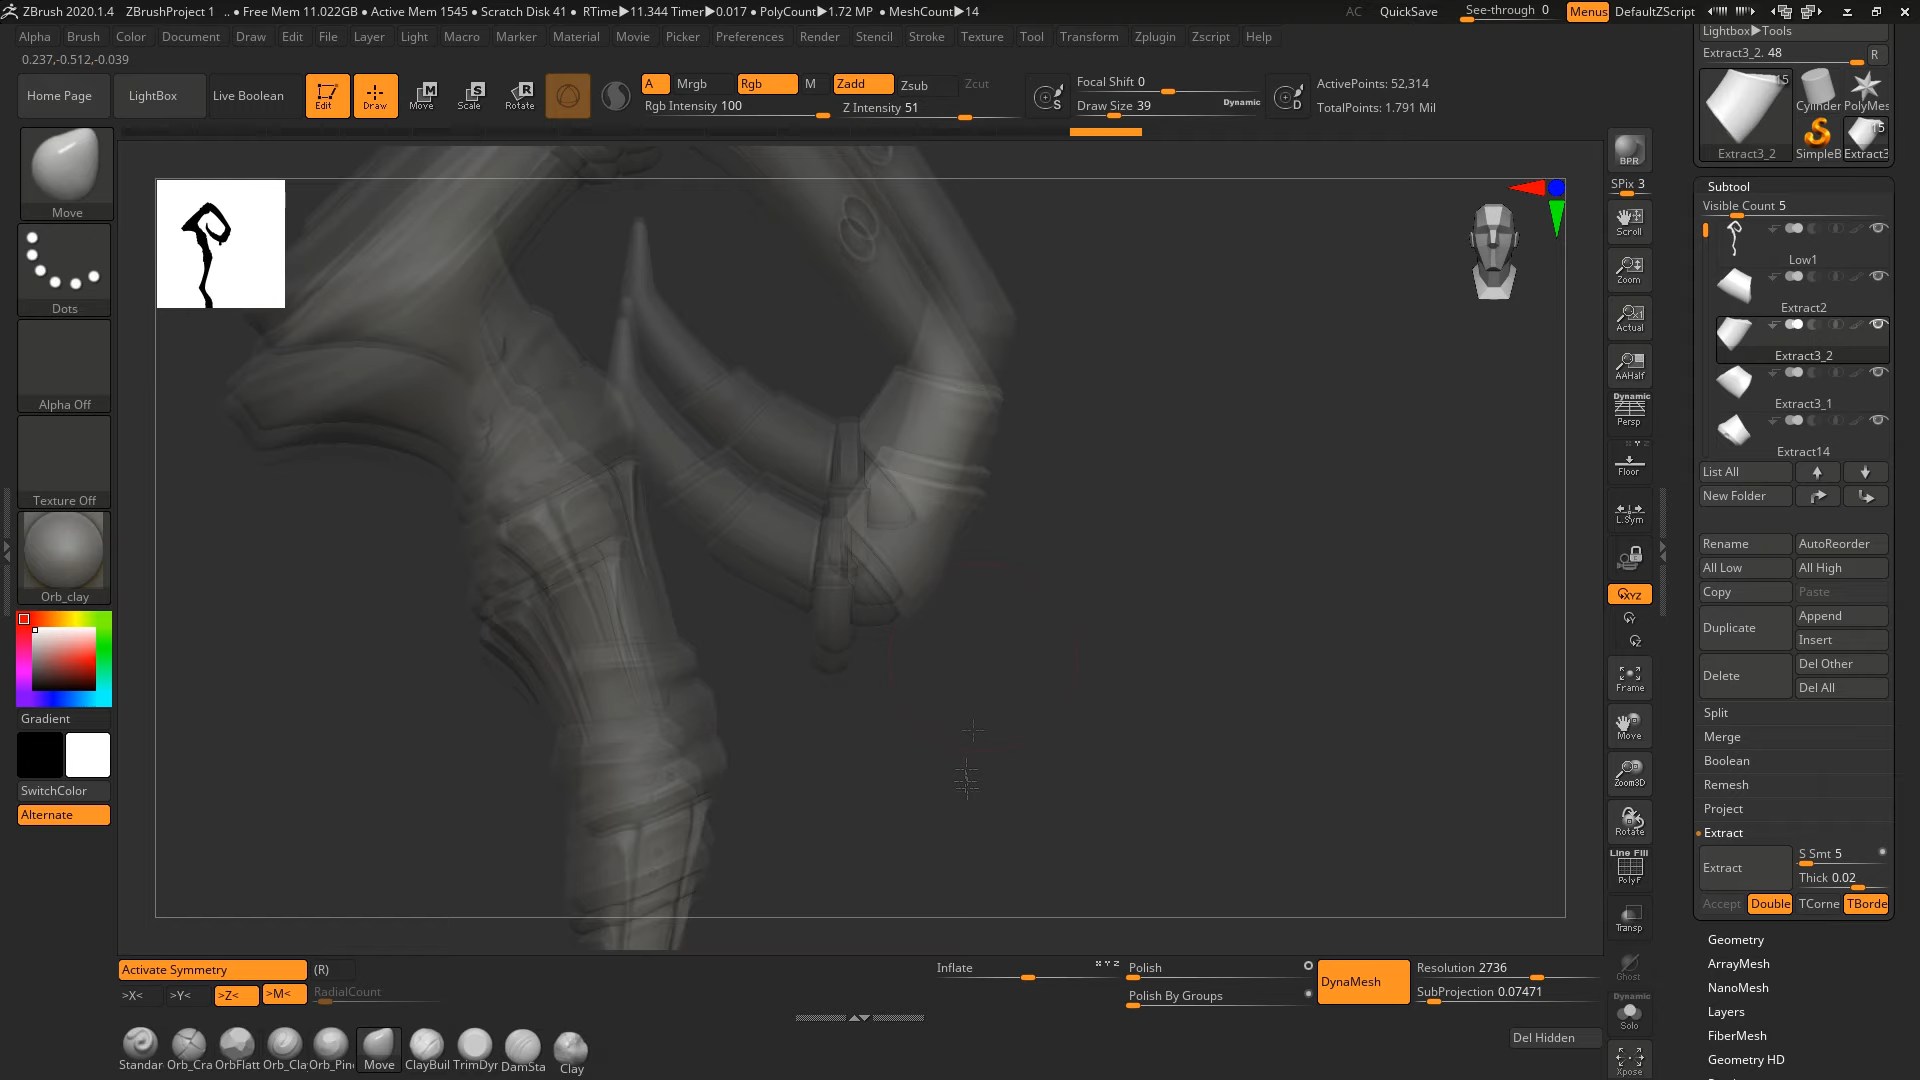 ZBrush 2020.1.4 ZBrushProject 1 .. • Free Mem 11.022GB • Active Mem 1545 • Scratch Disk 41 • RTime▶11.344 Timer▶0.017 • PolyCount▶1.72 MP • MeshCount▶14
AC QuickSave See-through 0 Menus DefaultZScript
Alpha Brush Color Document Draw Edit File Layer Light Macro Marker Material Movie Picker Preferences Render Stencil Stroke Texture Tool Transform Zplugin Zscript Help
0.237,-0.512,-0.039
Home Page LightBox Live Boolean Edit Draw Move Scale Rotate
A Mrgb Rgb M Zadd Zsub Zcut
Rgb Intensity 100 Z Intensity 51
S Focal Shift 0
Draw Size 39 Dynamic
D ActivePoints: 52,314
TotalPoints: 1.791 Mil
Move
Dots
Alpha Off
Texture Off
Orb_clay
Gradient
SwitchColor
Alternate
BPR
SPix 3
Scroll
Zoom
Actual
AAHalf
Dynamic
Persp
Floor
L.Sym
XYZ
Frame
Move
Zoom3D
Rotate
Line Fill
PolyF
Transp
Ghost
Dynamic
Solo
Xpose
Lightbox▶Tools
Extract3_2. 48 R
15
Extract3_2
Cylinder PolyMes
15
SimpleB Extract3
Subtool
Visible Count 5
Low1
Extract2
Extract3_2
Extract3_1
Extract14
List All
New Folder
Rename AutoReorder
All Low All High
Copy Paste
Duplicate Append
Insert
Delete Del Other
Del All
Split
Merge
Boolean
Remesh
Project
Extract
Extract S Smt 5
Thick 0.02
Accept Double TCorne TBorde
Geometry
ArrayMesh
NanoMesh
Layers
FiberMesh
Geometry HD
Activate Symmetry (R)
>X< >Y< >Z< >M< RadialCount
Inflate X Y Z Polish
Polish By Groups
DynaMesh Resolution 2736
SubProjection 0.07471
Del Hidden
Standar Orb_Cra OrbFlatt Orb_Cla Orb_Pin Move ClayBuil TrimDyr DamSta Clay